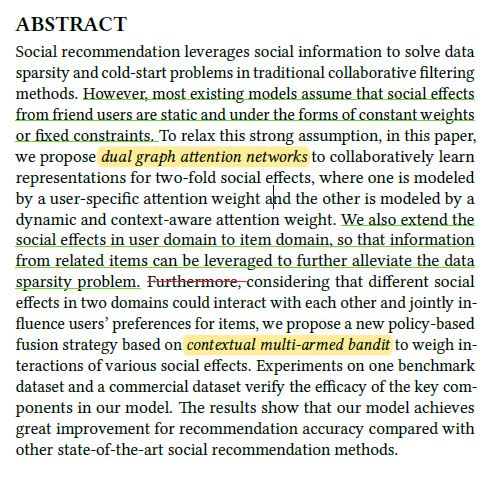 ABSTRACT
Social recommendation leverages social information to solve data
sparsity and cold-start problems in traditional collaborative filtering
methods. However, most existing models assume that social effects
from friend users are static and under the forms of constant weights
or fixed constraints. To relax this strong assumption, in this paper,
we propose dual graph attention networks to collaboratively learn
representations for two-fold social effects, where one is modeled
by a user-specific attention weight and the other is modeled by a
dynamic and context-aware attention weight. We also extend the
social effects in user domain to item domain, so that information
from related items can be leveraged to further alleviate the data
sparsity problem. Furthermore, considering that different social
effects in two domains could interact with each other and jointly in-
fluence users' preferences for items, we propose a new policy-based
fusion strategy based on contextual multi-armed bandit to weigh in-
teractions of various social effects. Experiments on one benchmark
dataset and a commercial dataset verify the efficacy of the key com-
ponents in our model. The results show that our model achieves
great improvement for recommendation accuracy compared with
other state-of-the-art social recommendation methods.